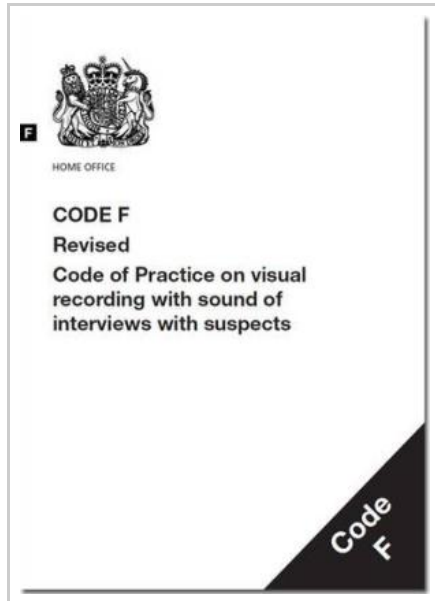 F
HOME OFFICE
CODE F
Revised
Code of Practice on visual
recording with sound of
interviews with suspects
Code
F